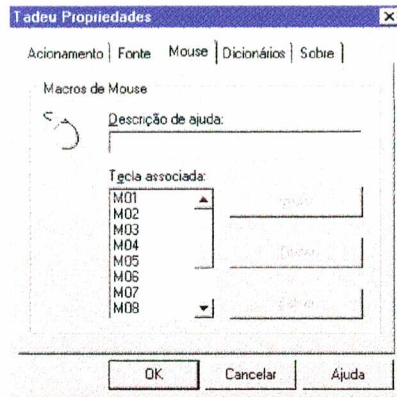 Tadeu Propriedades
Acionamento Fonte Mouse Dicionários Sobre
Macros de Mouse
Descrição de ajuda:
Tecla associada:
M01
M02
M03
M04
M05
M06
M07
M08
OK Cancelar Ajuda